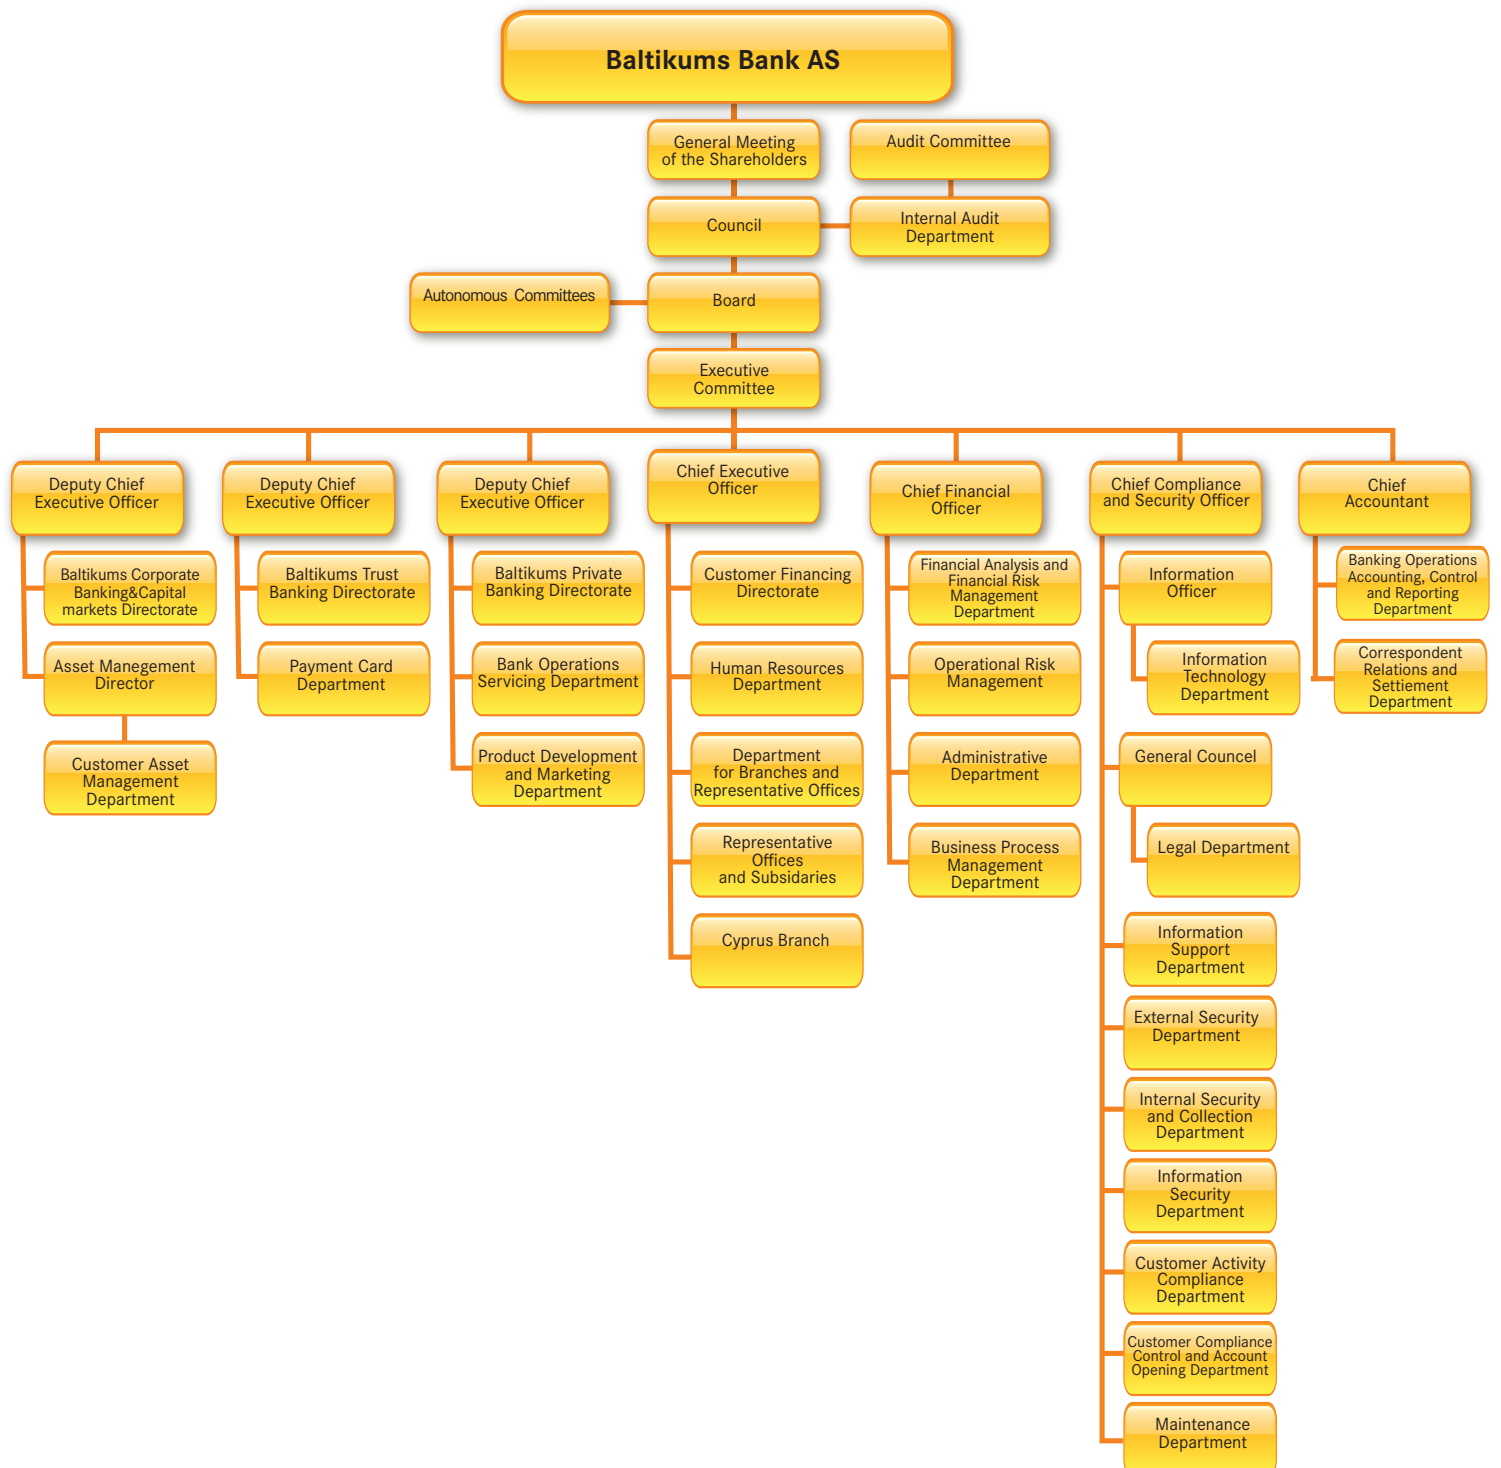 Baltikums Bank AS
General Meeting
of the Shareholders
Audit Committee
Council
Internal Audit
Department
Autonomous Committees
Board
Executive
Committee
Deputy Chief
Executive Officer
Baltikums Corporate
Banking&Capital
markets Directorate
Asset Manegement
Director
Customer Asset
Management
Department
Deputy Chief
Executive Officer
Baltikums Trust
Banking Directorate
Payment Card
Department
Deputy Chief
Executive Officer
Baltikums Private
Banking Directorate
Bank Operations
Servicing Department
Product Development
and Marketing
Department
Chief Executive
Officer
Customer Financing
Directorate
Human Resources
Department
Department
for Branches and
Representative Offices
Representative
Offices
and Subsidaries
Cyprus Branch
Chief Financial
Officer
Financial Analysis and
Financial Risk
Management
Department
Operational Risk
Management
Administrative
Department
Business Process
Management
Department
Chief Compliance
and Security Officer
Information
Officer
Information
Technology
Department
General Councel
Legal Department
Information
Support
Department
External Security
Department
Internal Security
and Collection
Department
Information
Security
Department
Customer Activity
Compliance
Department
Customer Compliance
Control and Account
Opening Department
Maintenance
Department
Chief
Accountant
Banking Operations
Accounting, Control
and Reporting
Department
Correspondent
Relations and
Settiement
Department